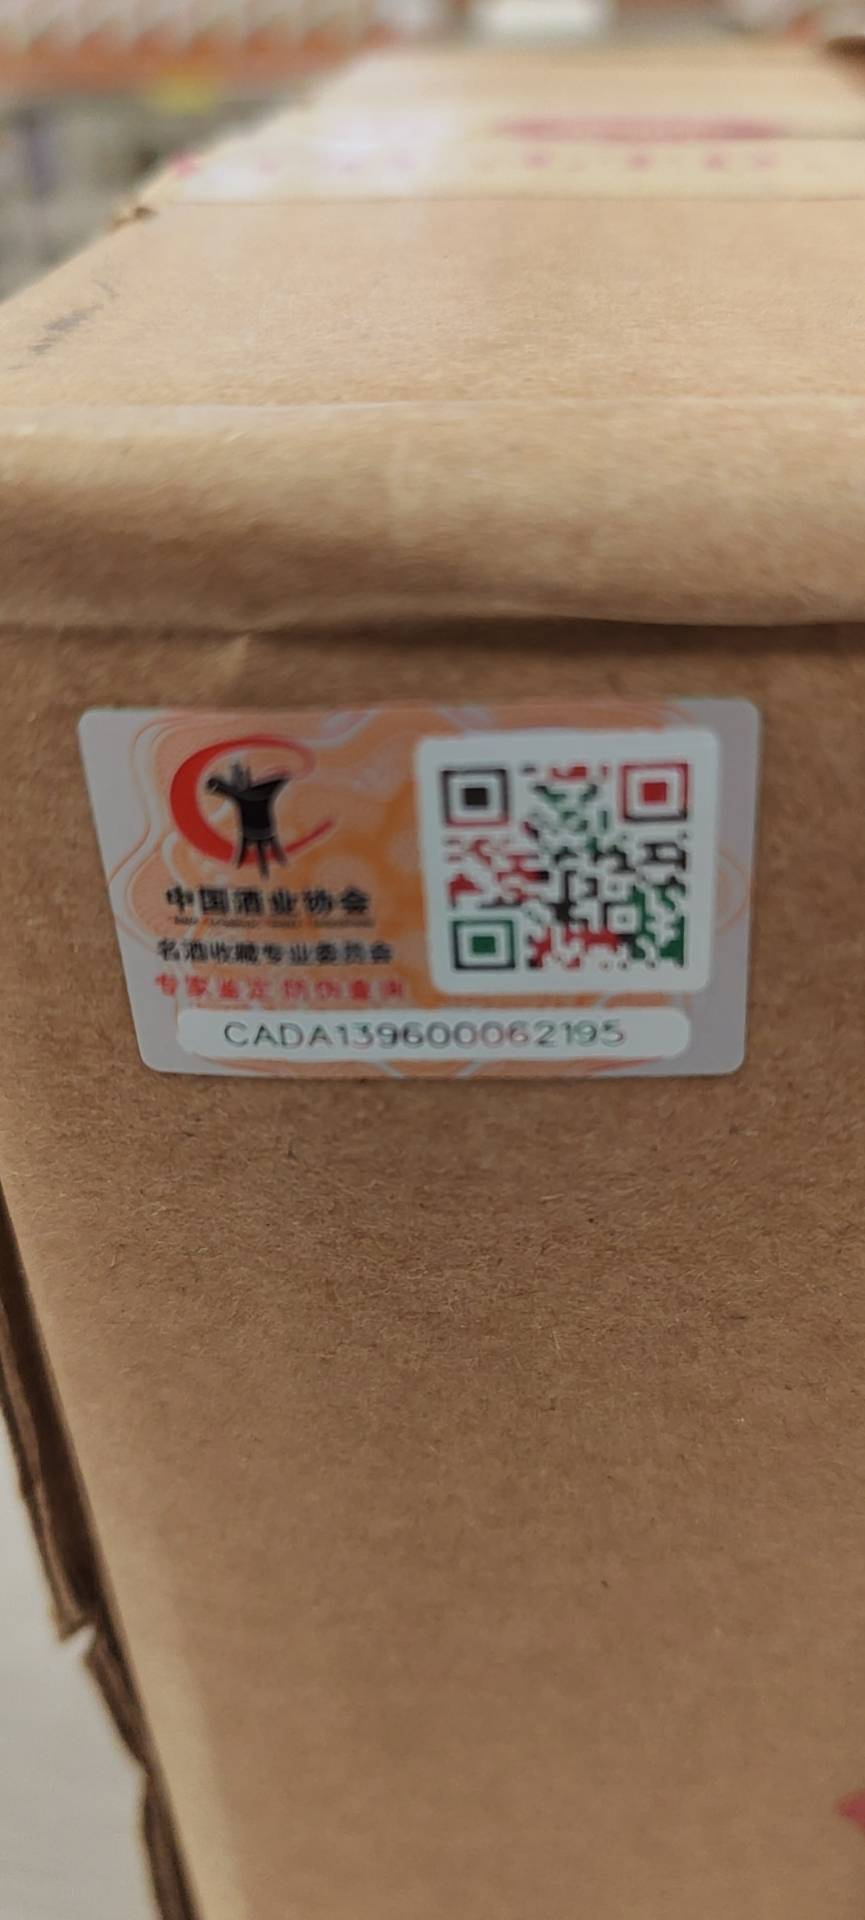 中国酒业协会
名酒收藏专业委员会
专家鉴定 防伪查询
CADA139600062195